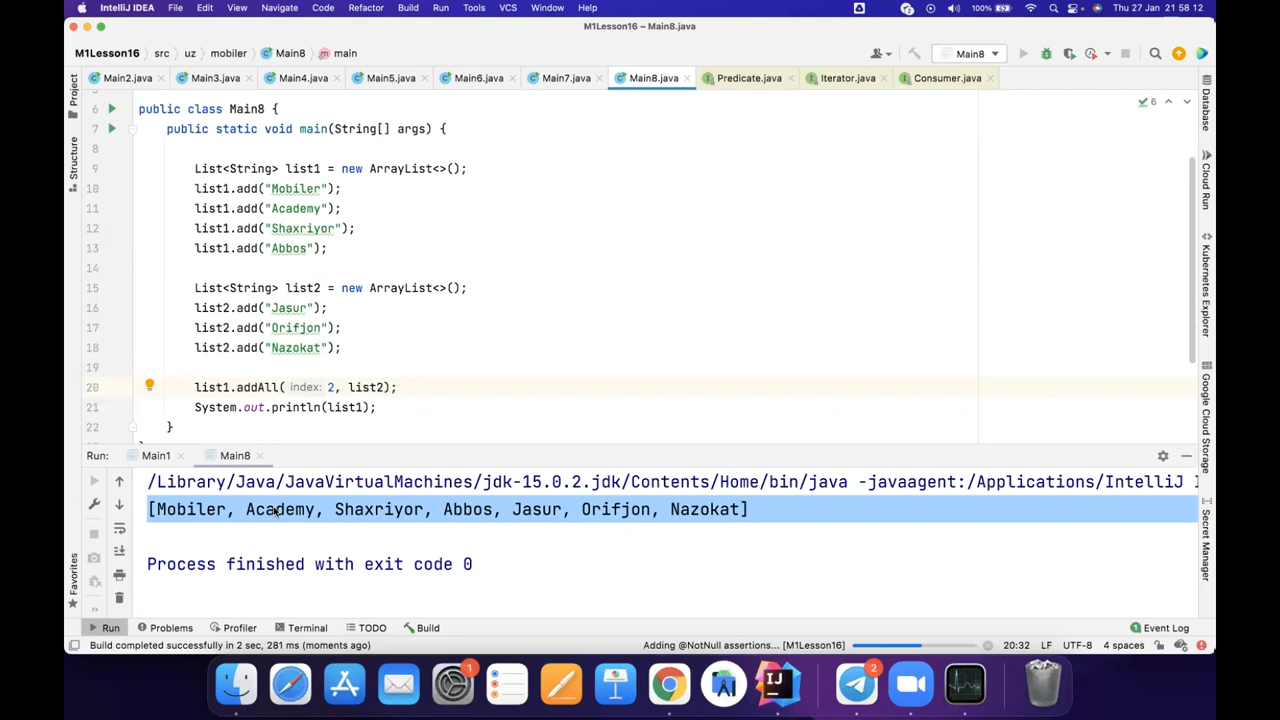 IntelliJ IDEA File Edit View Navigate Code Refactor Build Run Tools VCS Window Help 100% Thu 27 Jan 21 58 12
M1Lesson16 – Main8.java
M1Lesson16 src uz mobiler Main8 main Main8
Main2.java Main3.java Main4.java Main5.java Main6.java Main7.java Main8.java Predicate.java Iterator.java Consumer.java
Project
Structure
Favorites
Database
Cloud Run
Kubernetes Explorer
Google Cloud Storage
Secret Manager
6
6 public class Main8 {
7 public static void main(String[] args) {
8
9 List<String> list1 = new ArrayList<>();
10 list1.add("Mobiler");
11 list1.add("Academy");
12 list1.add("Shaxriyor");
13 list1.add("Abbos");
14
15 List<String> list2 = new ArrayList<>();
16 list2.add("Jasur");
17 list2.add("Orifjon");
18 list2.add("Nazokat");
19
20 list1.addAll( index: 2, list2);
21 System.out.println(list1);
22 }
Run: Main1 Main8
/Library/Java/JavaVirtualMachines/jdk-15.0.2.jdk/Contents/Home/bin/java -javaagent:/Applications/IntelliJ
[Mobiler, Academy, Shaxriyor, Abbos, Jasur, Orifjon, Nazokat]
Process finished with exit code 0
Run Problems Profiler Terminal TODO Build 1 Event Log
Build completed successfully in 2 sec, 281 ms (moments ago) Adding @NotNull assertions... [M1Lesson16] 20:32 LF UTF-8 4 spaces
1 IJ 2